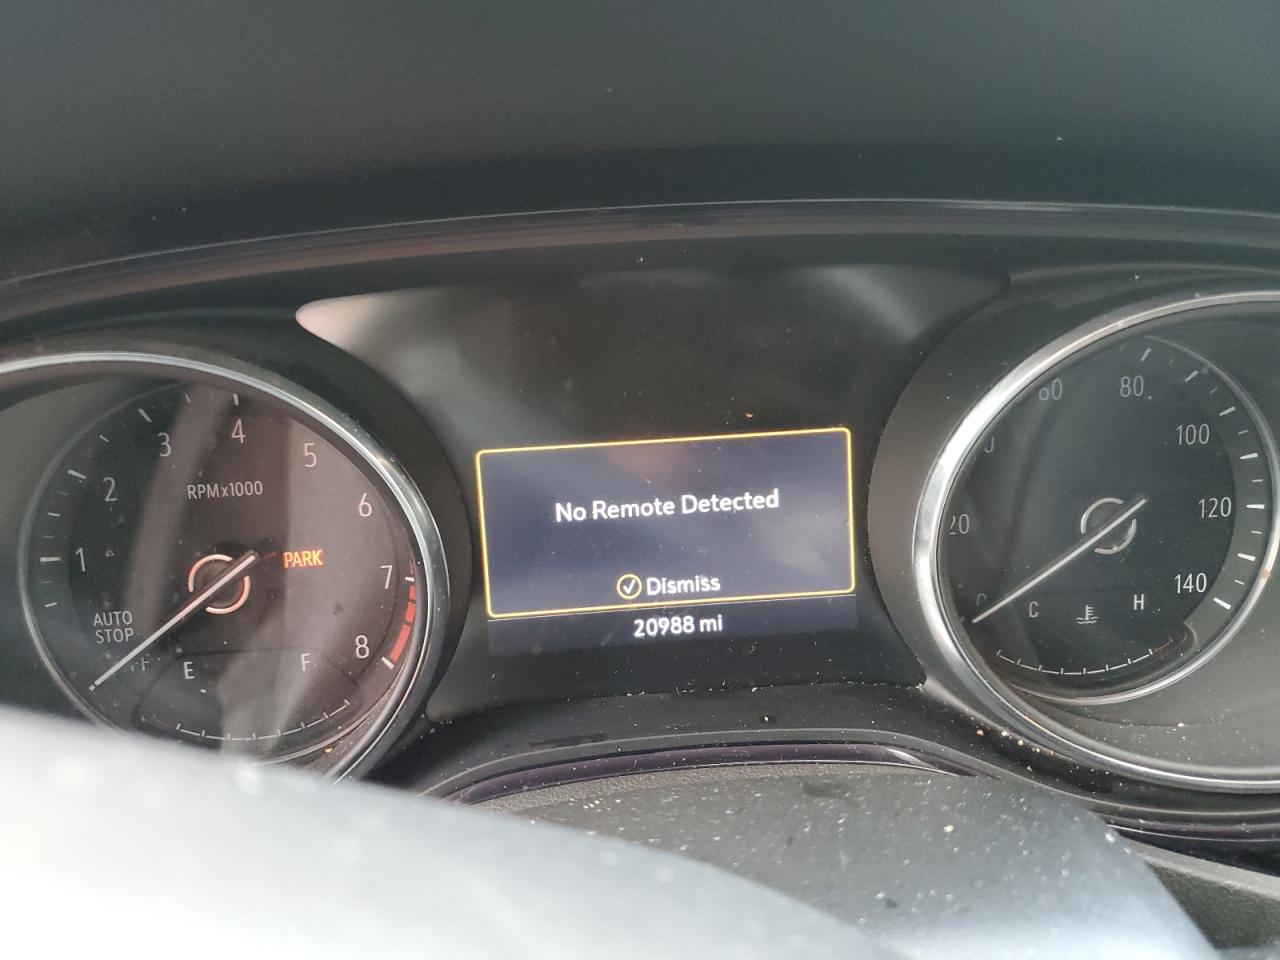 1
2
3
4
5
6
7
8
RPMx1000
PARK
AUTO
STOP
E
F
No Remote Detected
Dismiss
20988 mi
60
80
100
120
140
C
H